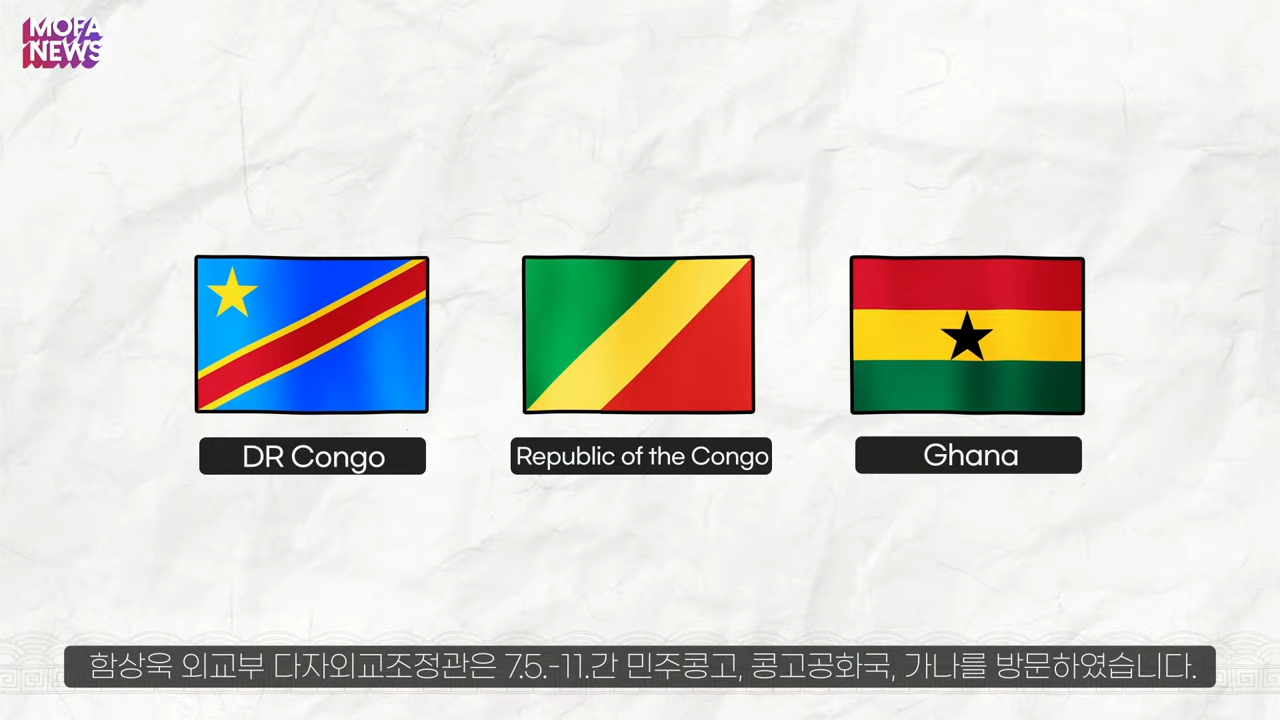 MOFA
NEWS
DR Congo
Republic of the Congo
Ghana
함상욱 외교부 다자외교조정관은 7.5.-11.간 민주콩고, 콩고공화국, 가나를 방문하였습니다.